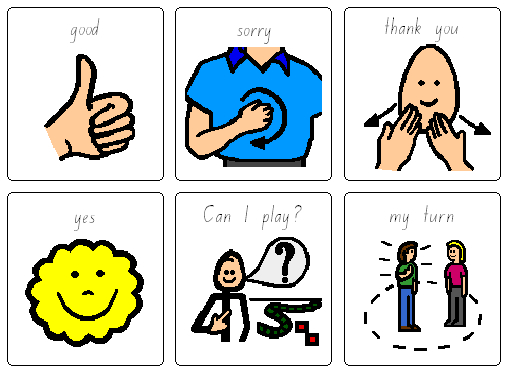 good
sorry
thank you
yes
Can I play?
?
my turn